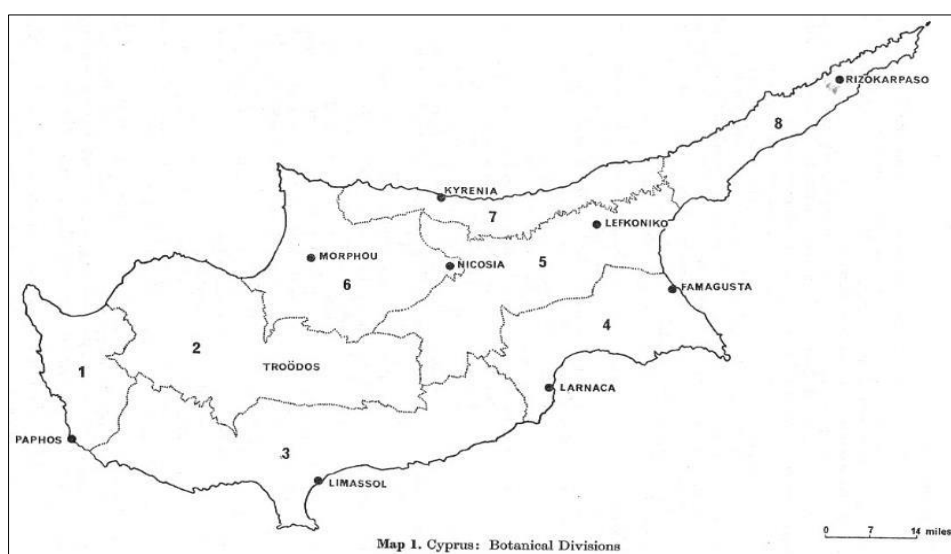 RIZOKARPASO
8
KYRENIA
7
LEFKONIKO
MORPHOU
NICOSIA
5
6
FAMAGUSTA
4
2
TROÖDOS
1
LARNACA
PAPHOS
3
LIMASSOL
0 7 14 miles
Map 1. Cyprus: Botanical Divisions